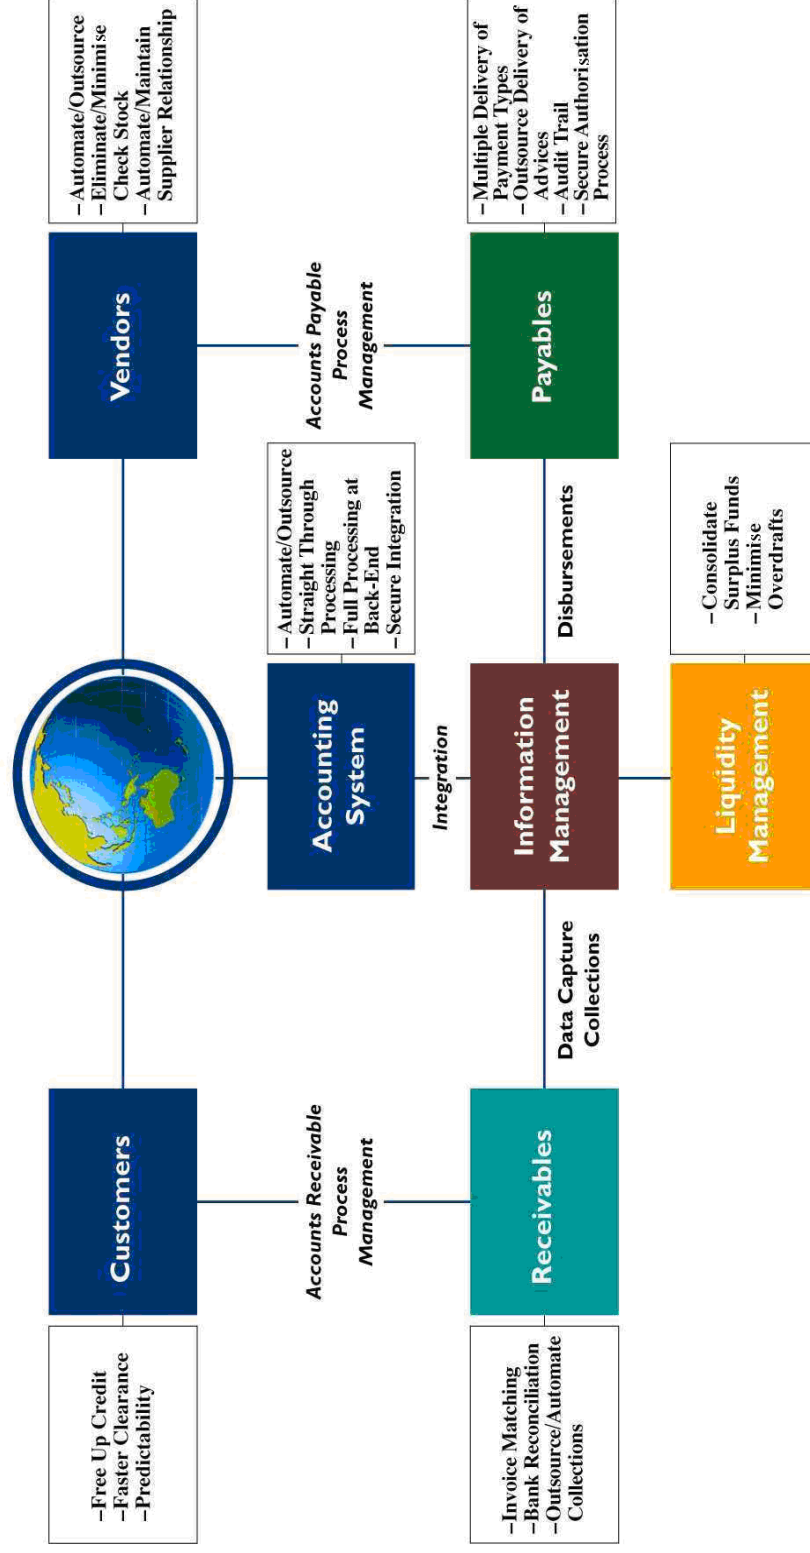 –Free Up Credit
–Faster Clearance
–Predictability
Customers
Vendors
–Automate/Outsource
–Eliminate/Minimise
Check Stock
–Automate/Maintain
Supplier Relationship
Accounts Receivable
Process
Management
Accounting
System
–Automate/Outsource
–Straight Through
Processing
–Full Processing at
Back-End
–Secure Integration
Accounts Payable
Process
Management
Integration
–Invoice Matching
–Bank Reconciliation
–Outsource/Automate
Collections
Receivables
Data Capture
Collections
Information
Management
Disbursements
Payables
–Multiple Delivery of
Payment Types
–Outsource Delivery of
Advices
–Audit Trail
–Secure Authorisation
Process
Liquidity
Management
–Consolidate
Surplus Funds
–Minimise
Overdrafts